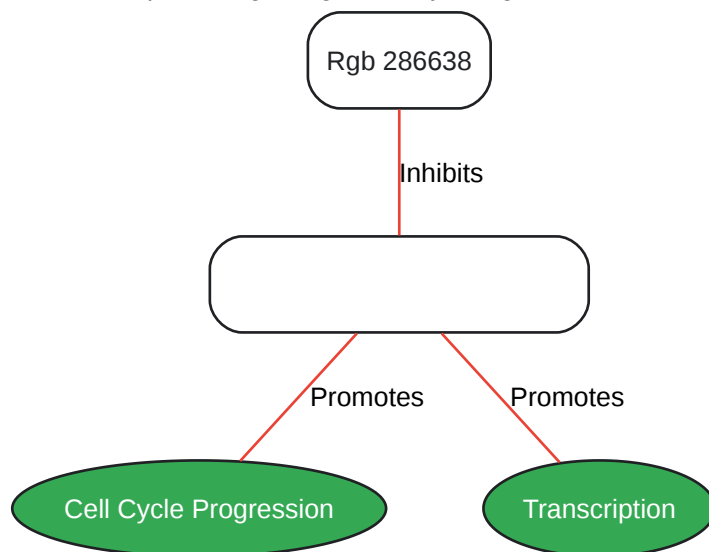 Rgb 286638
Inhibits
Promotes
Promotes
Cell Cycle Progression
Transcription